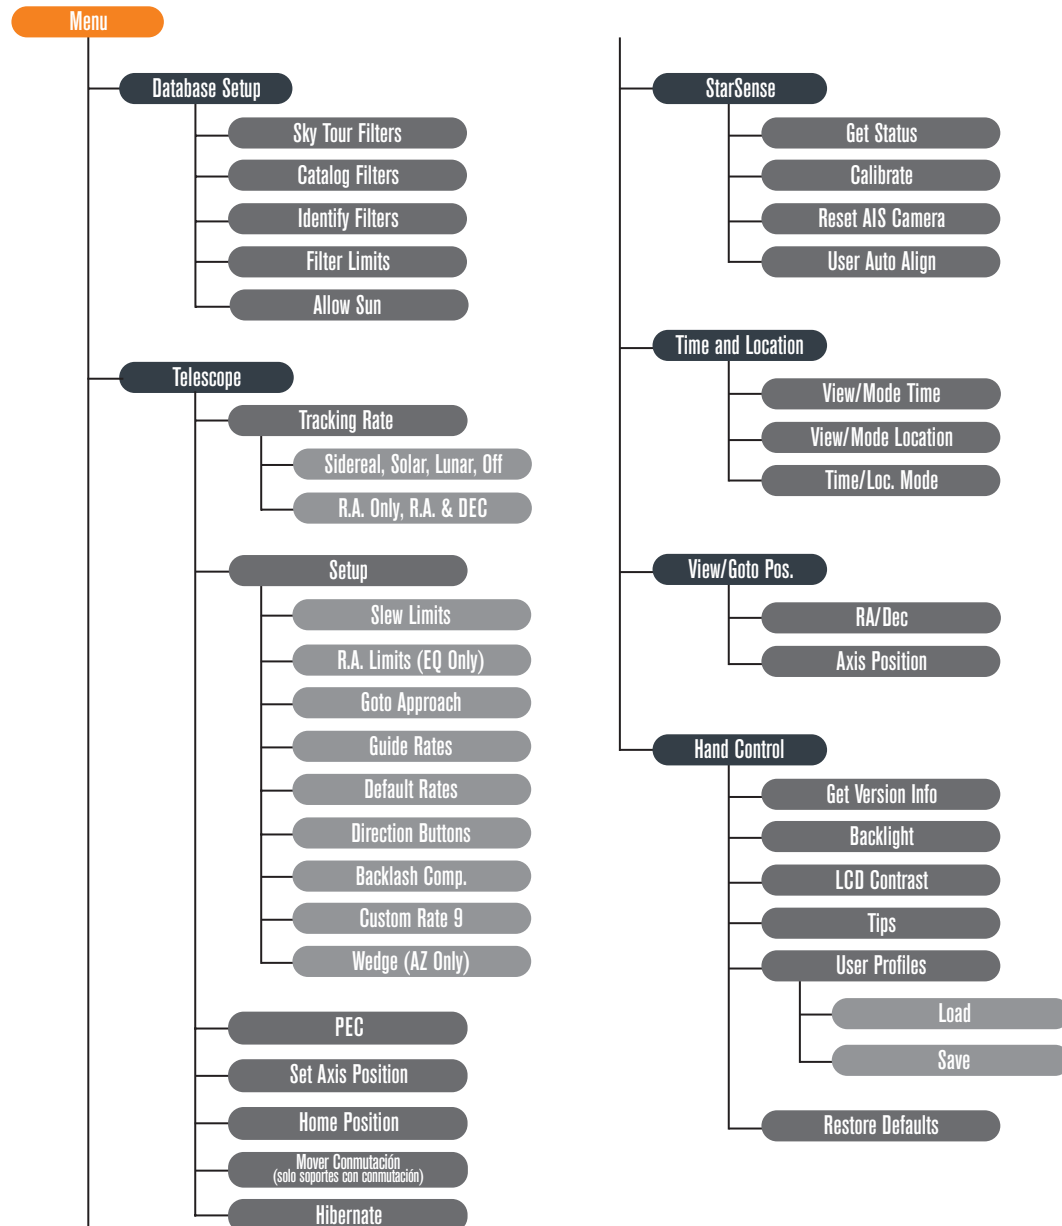 Menu
Database Setup
Sky Tour Filters
Catalog Filters
Identify Filters
Filter Limits
Allow Sun
Telescope
Tracking Rate
Sidereal, Solar, Lunar, Off
R.A. Only, R.A. & DEC
Setup
Slew Limits
R.A. Limits (EQ Only)
Goto Approach
Guide Rates
Default Rates
Direction Buttons
Backlash Comp.
Custom Rate 9
Wedge (AZ Only)
PEC
Set Axis Position
Home Position
Mover Conmutación
(solo soportes con conmutación)
Hibernate
StarSense
Get Status
Calibrate
Reset AIS Camera
User Auto Align
Time and Location
View/Mode Time
View/Mode Location
Time/Loc. Mode
View/Goto Pos.
RA/Dec
Axis Position
Hand Control
Get Version Info
Backlight
LCD Contrast
Tips
User Profiles
Load
Save
Restore Defaults